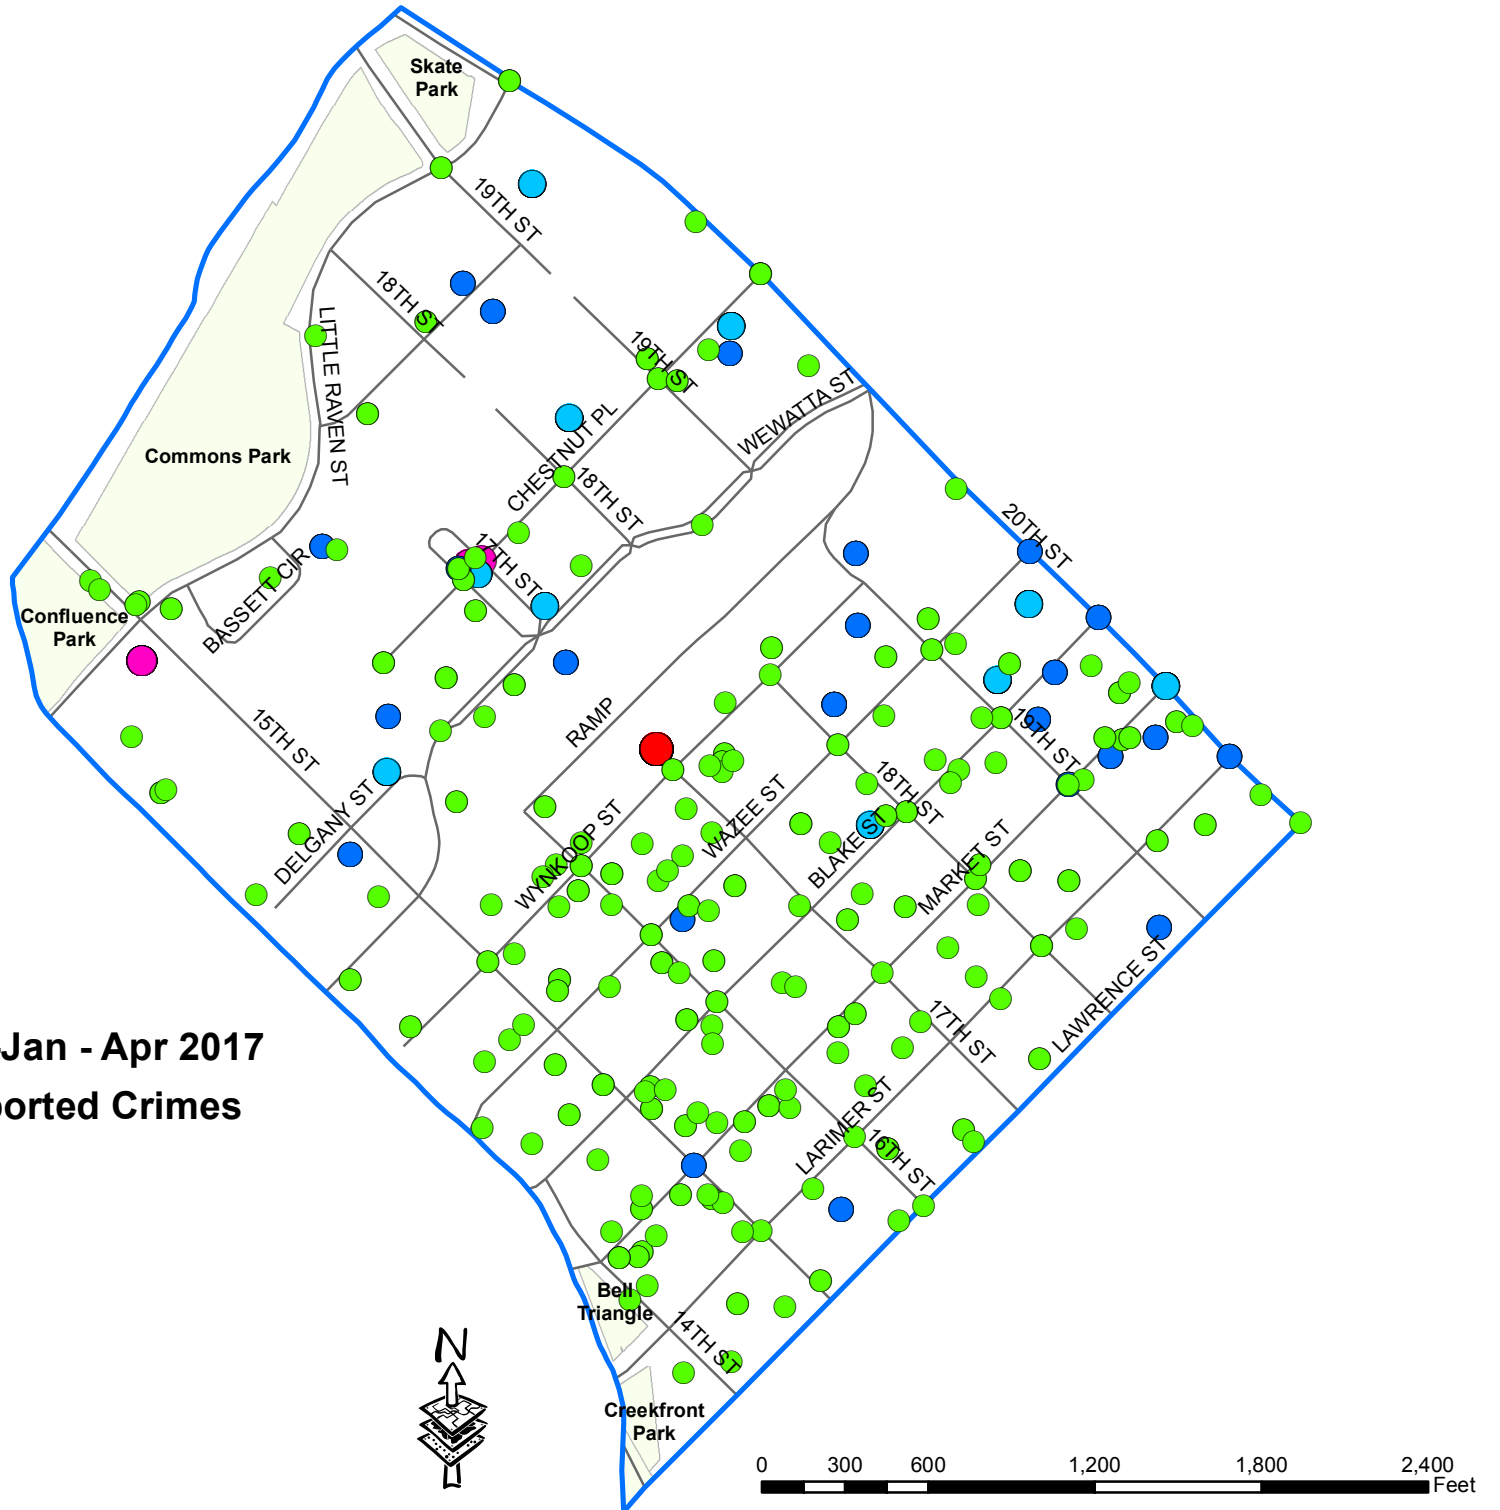 Skate
Park
19TH ST
18TH ST
LITTLE RAVEN ST
19TH ST
WEWATTA ST
Commons Park
CHESTNUT PL
18TH ST
20TH ST
17TH ST
BASSETT CIR
Confluence
Park
15TH ST
RAMP
19TH ST
DELGANY ST
WYNKOOP ST
WAZEE ST
18TH ST
BLAKE ST
MARKET ST
LAWRENCE ST
17TH ST
Jan - Apr 2017
orted Crimes
LARIMER ST
16TH ST
Bell
Triangle
14TH ST
N
Creekfront
Park
0 300 600 1,200 1,800 2,400
Feet